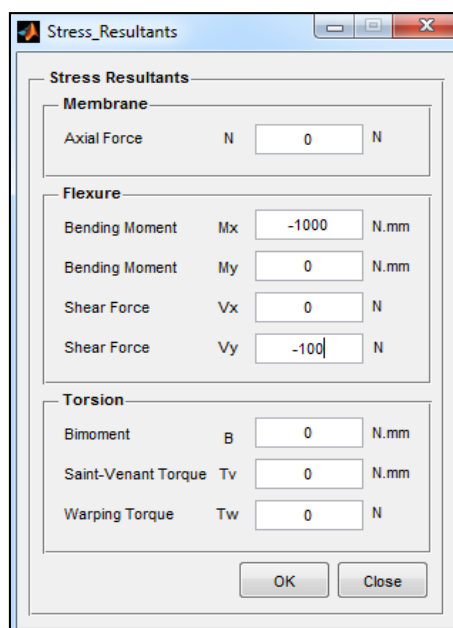 Stress_Resultants
Stress Resultants
Membrane
Axial Force N 0 N
Flexure
Bending Moment Mx -1000 N.mm
Bending Moment My 0 N.mm
Shear Force Vx 0 N
Shear Force Vy -100 N
Torsion
Bimoment B 0 N.mm
Saint-Venant Torque Tv 0 N.mm
Warping Torque Tw 0 N
OK Close